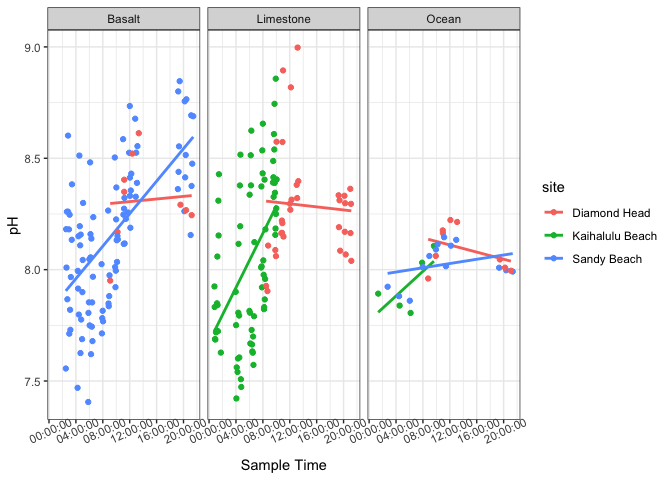 Basalt
Limestone
Ocean
9.0
8.5
8.0
7.5
pH
00:00:00
04:00:00
08:00:00
12:00:00
16:00:00
20:00:00
00:00:00
04:00:00
08:00:00
12:00:00
16:00:00
20:00:00
00:00:00
04:00:00
08:00:00
12:00:00
16:00:00
20:00:00
Sample Time
site
Diamond Head
Kaihalulu Beach
Sandy Beach